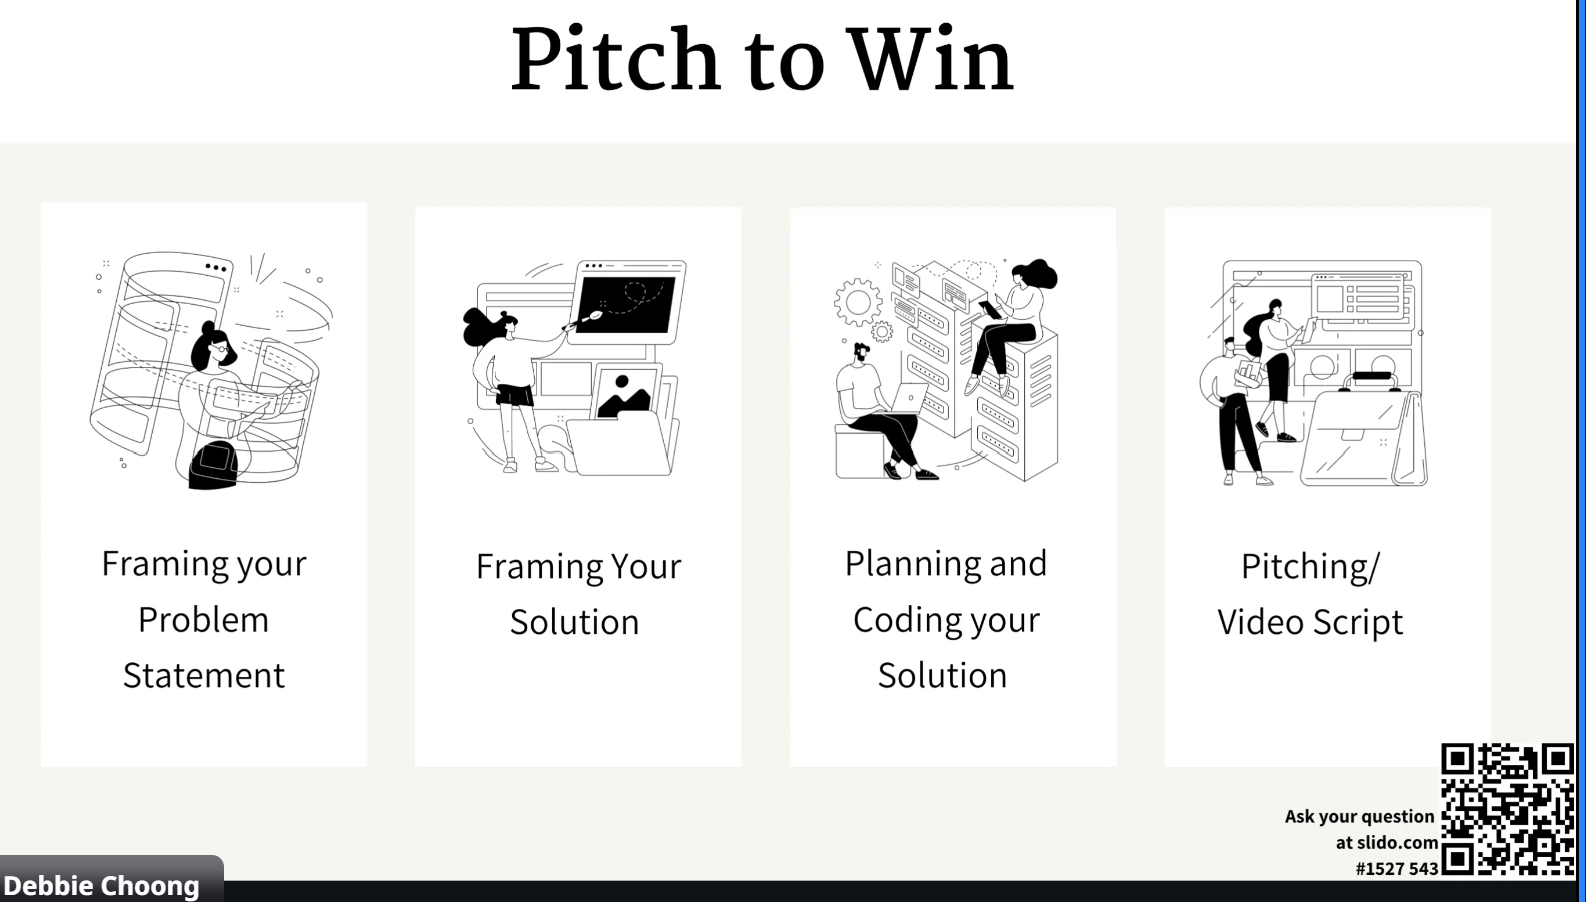 Pitch to Win
Framing your
Problem
Statement
Framing Your
Solution
Planning and
Coding your
Solution
Pitching/
Video Script
Ask your question
at slido.com
#1527 543
Debbie Choong